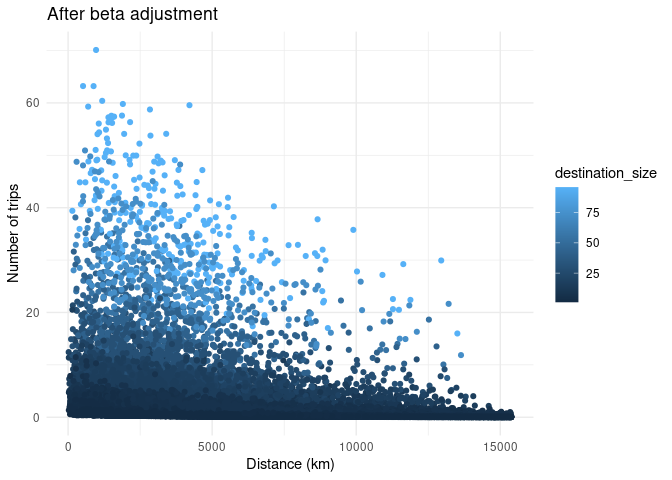 After beta adjustment
Number of trips
60
40
20
0
0 5000 10000 15000
Distance (km)
destination_size
75
50
25